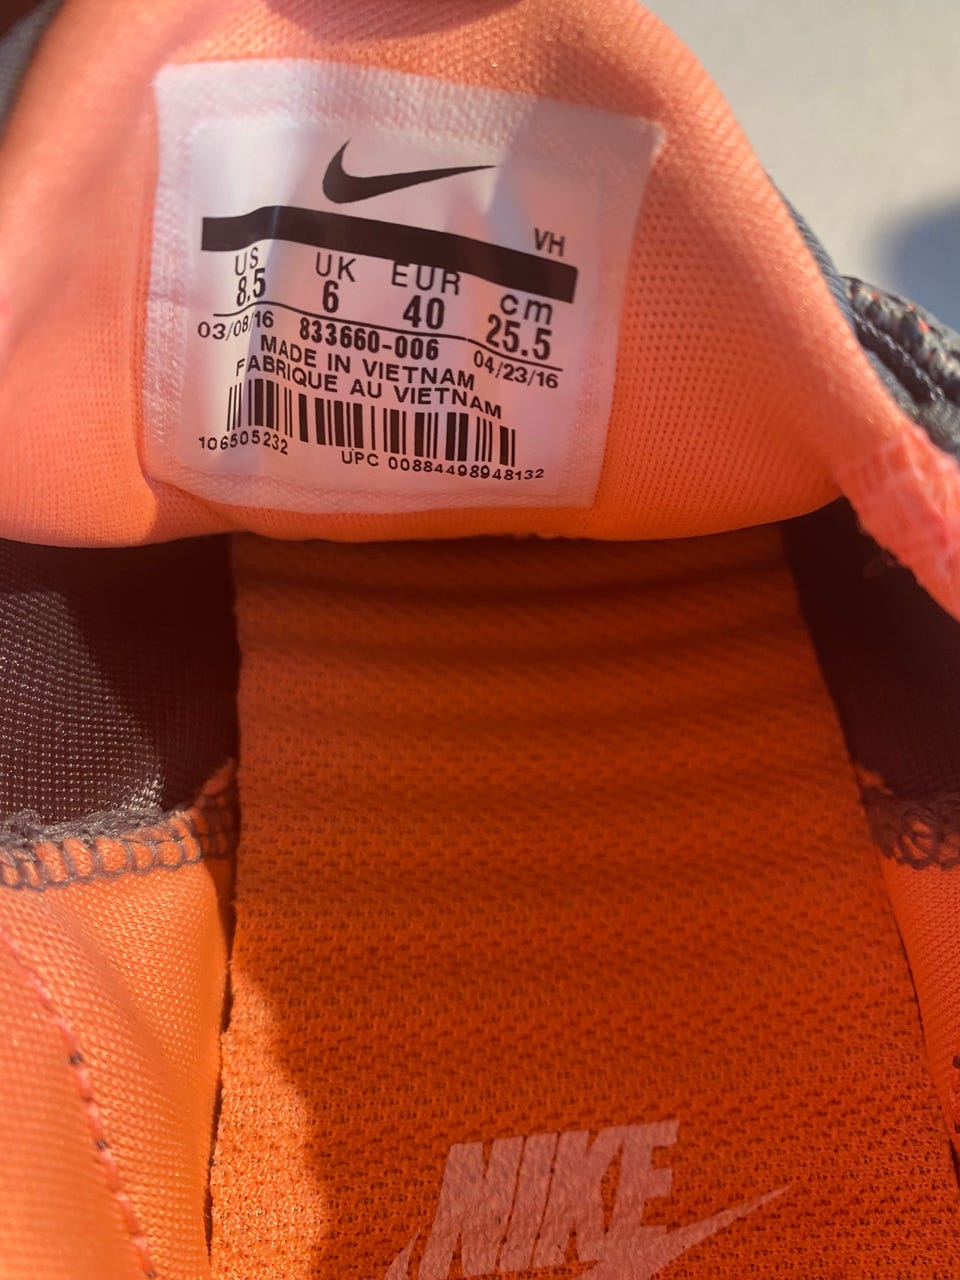 VH
US UK EUR cm
8.5 6 40 25.5
03/08/16 833660-006 04/23/16
MADE IN VIETNAM
FABRIQUE AU VIETNAM
106505232 UPC 00884498948132
NIKE